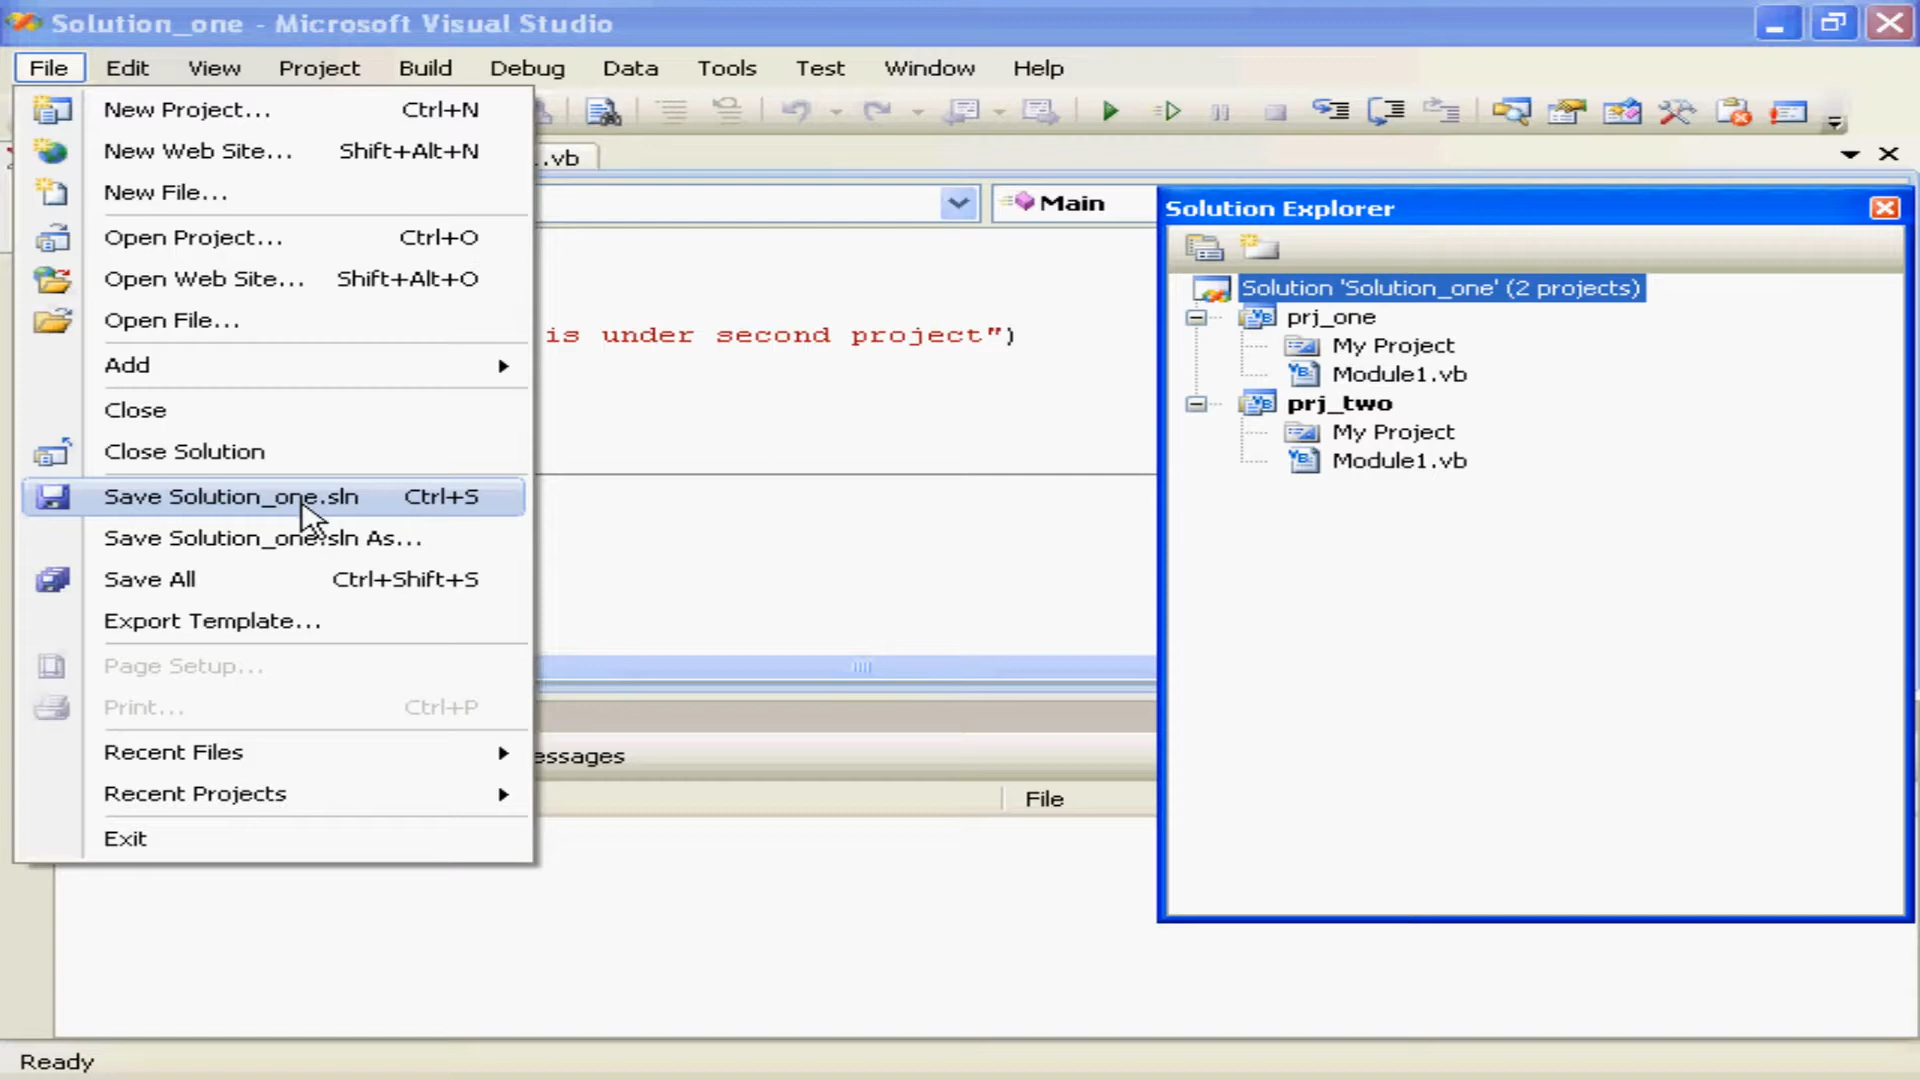 Solution_one - Microsoft Visual Studio
File Edit View Project Build Debug Data Tools Test Window Help
New Project... Ctrl+N
New Web Site... Shift+Alt+N
New File...
Open Project... Ctrl+O
Open Web Site... Shift+Alt+O
Open File...
Add
Close
Close Solution
Save Solution_one.sln Ctrl+S
Save Solution_one.sln As...
Save All Ctrl+Shift+S
Export Template...
Page Setup...
Print... Ctrl+P
Recent Files
Recent Projects
Exit
.vb
Main
is under second project")
essages
File
Solution Explorer
Solution 'Solution_one' (2 projects)
prj_one
My Project
Module1.vb
prj_two
My Project
Module1.vb
Ready